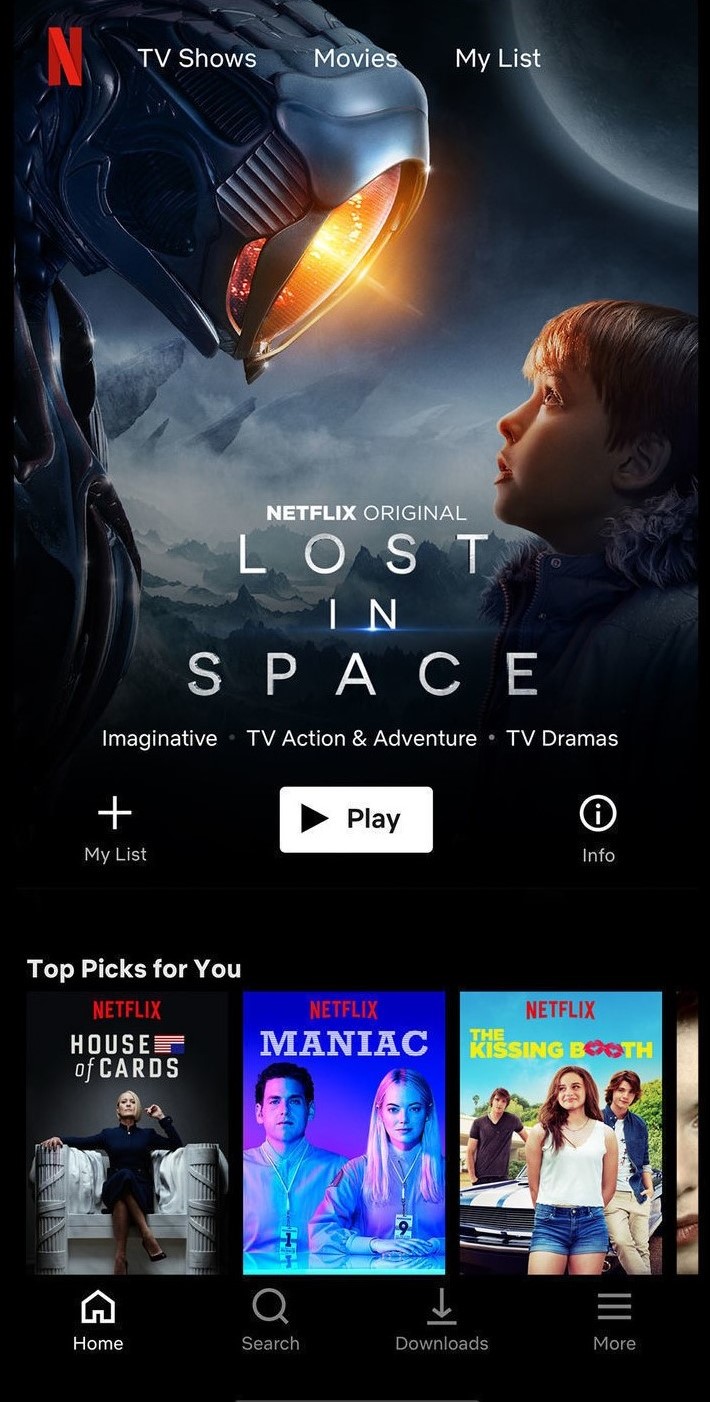 N
TV Shows Movies My List
NETFLIX ORIGINAL
LOST
IN
SPACE
Imaginative • TV Action & Adventure • TV Dramas
My List
Play
Info
Top Picks for You
NETFLIX
HOUSE
of CARDS
NETFLIX
MANIAC
1
9
NETFLIX
THE
KISSING BOOTH
Home Search Downloads More